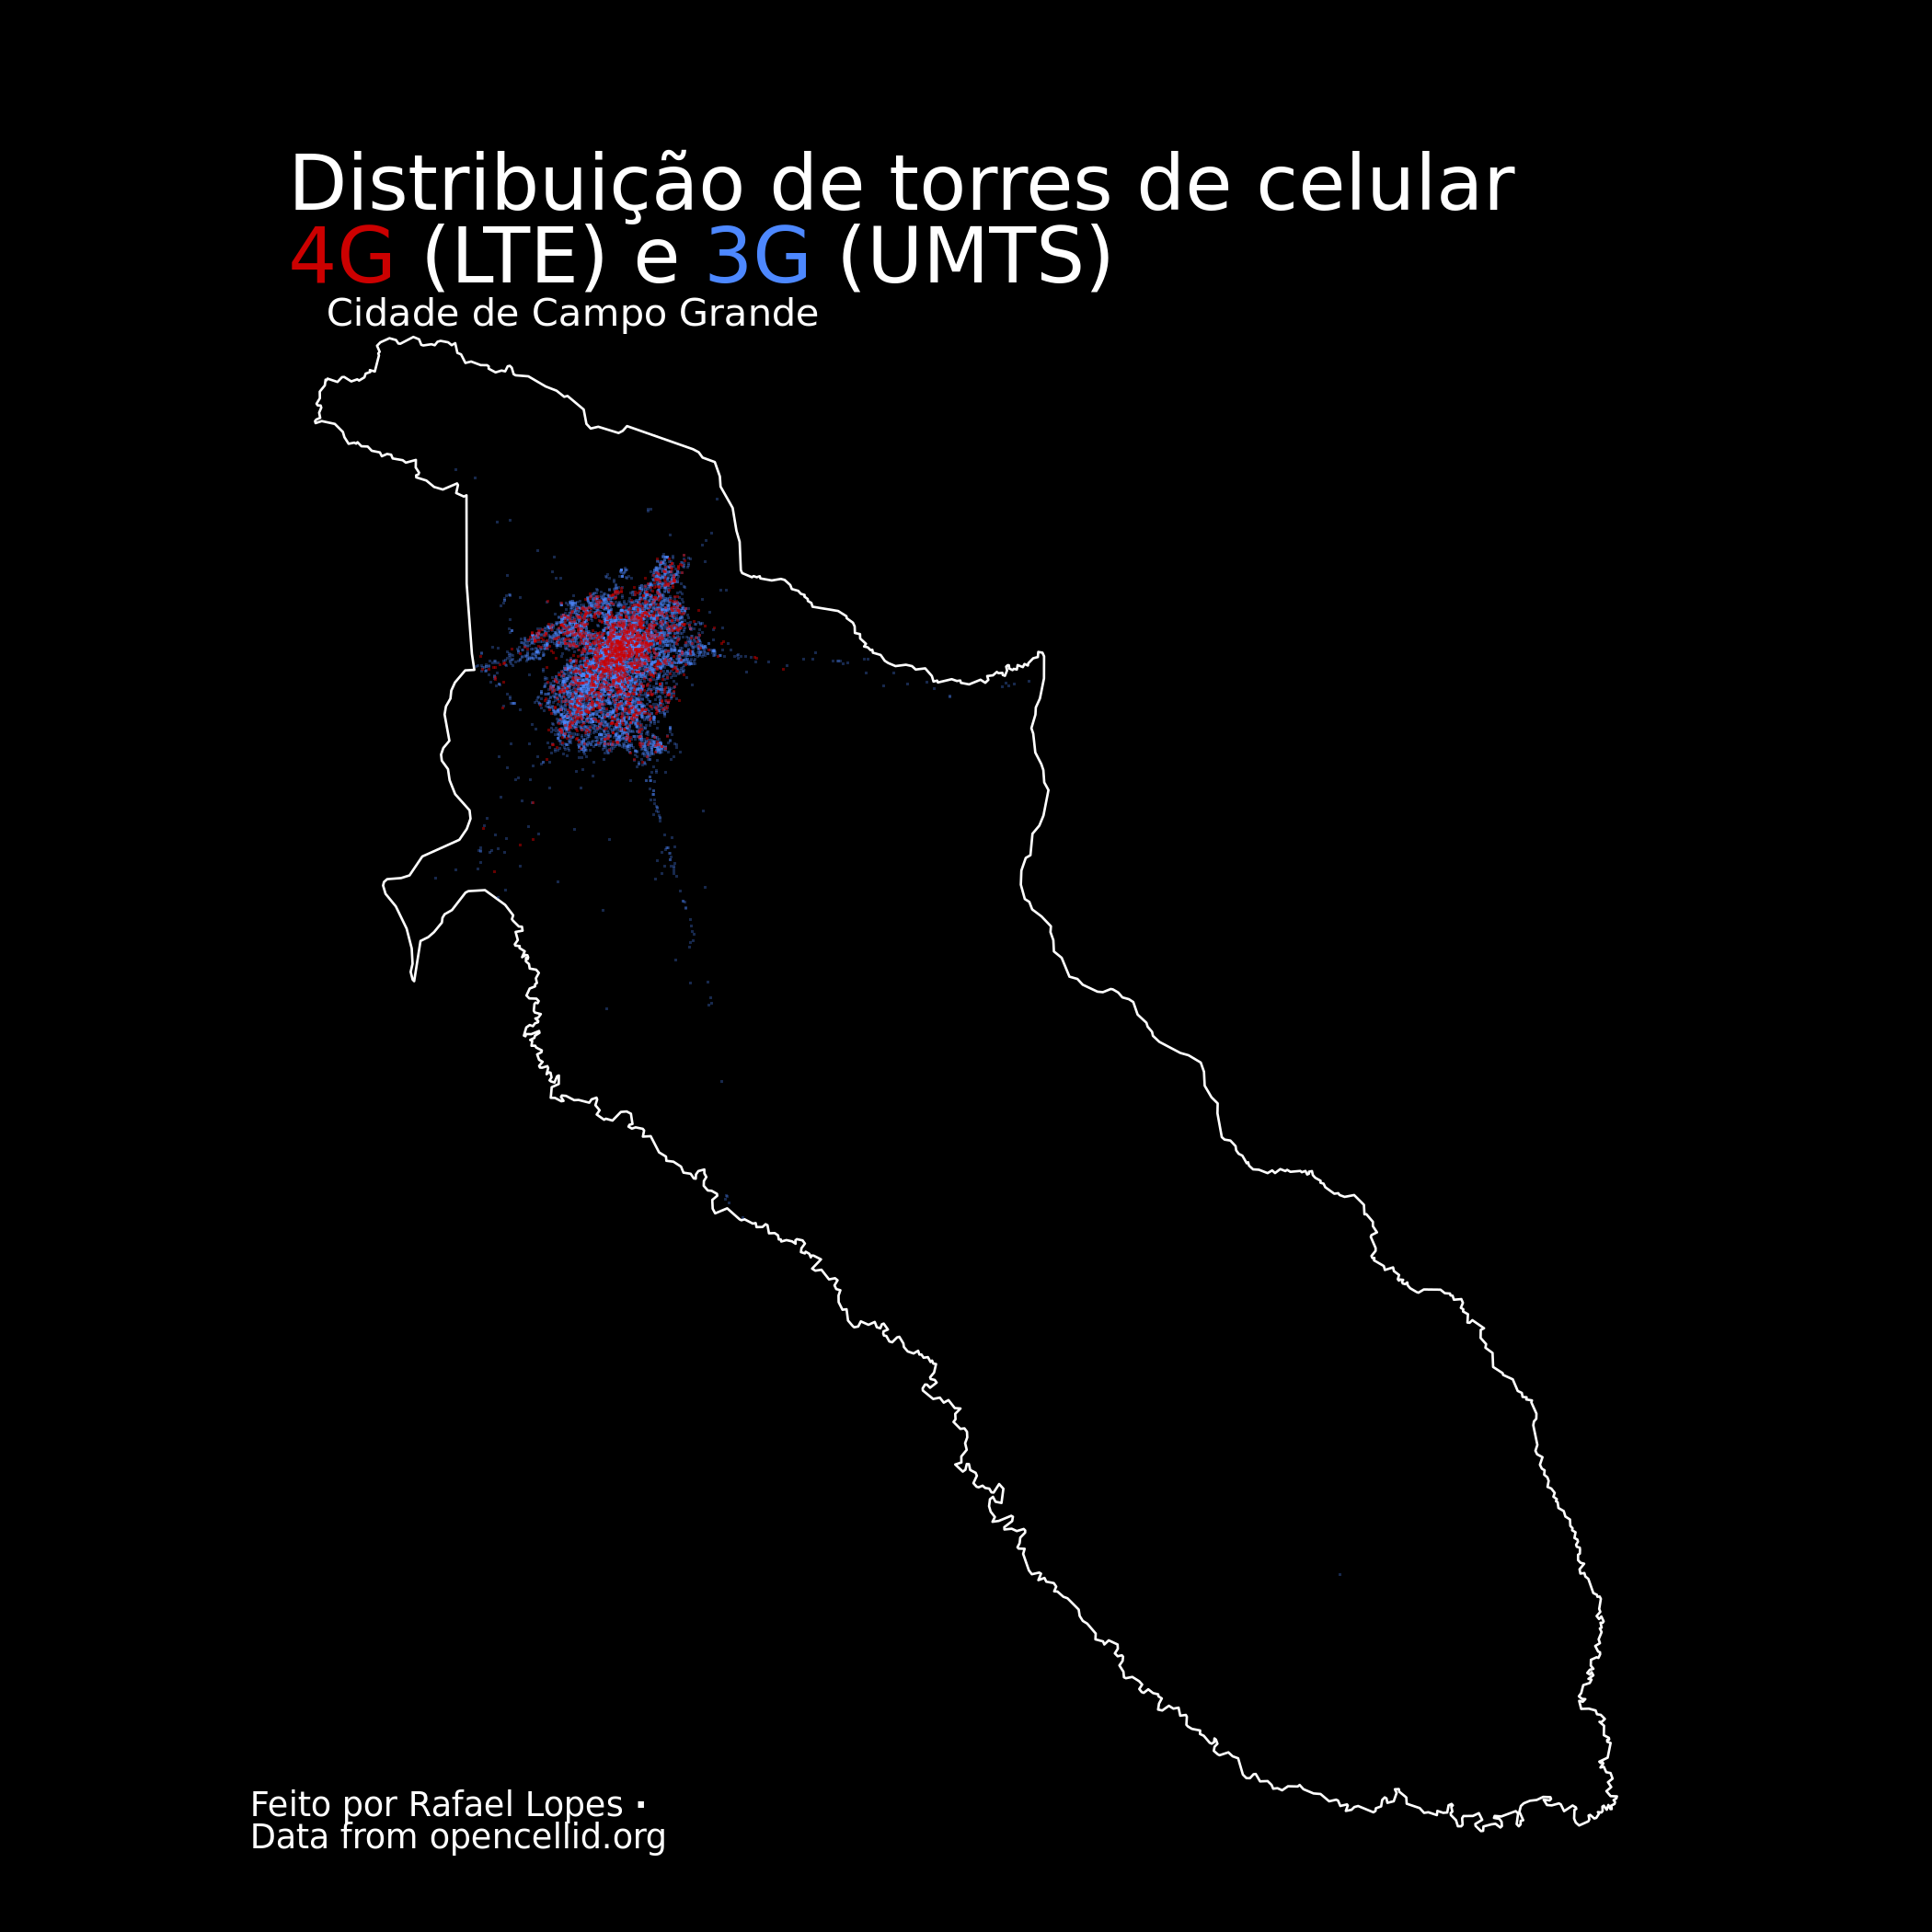 Distribuição de torres de celular
4G (LTE) e 3G (UMTS)
Cidade de Campo Grande
Feito por Rafael Lopes ·
Data from opencellid.org